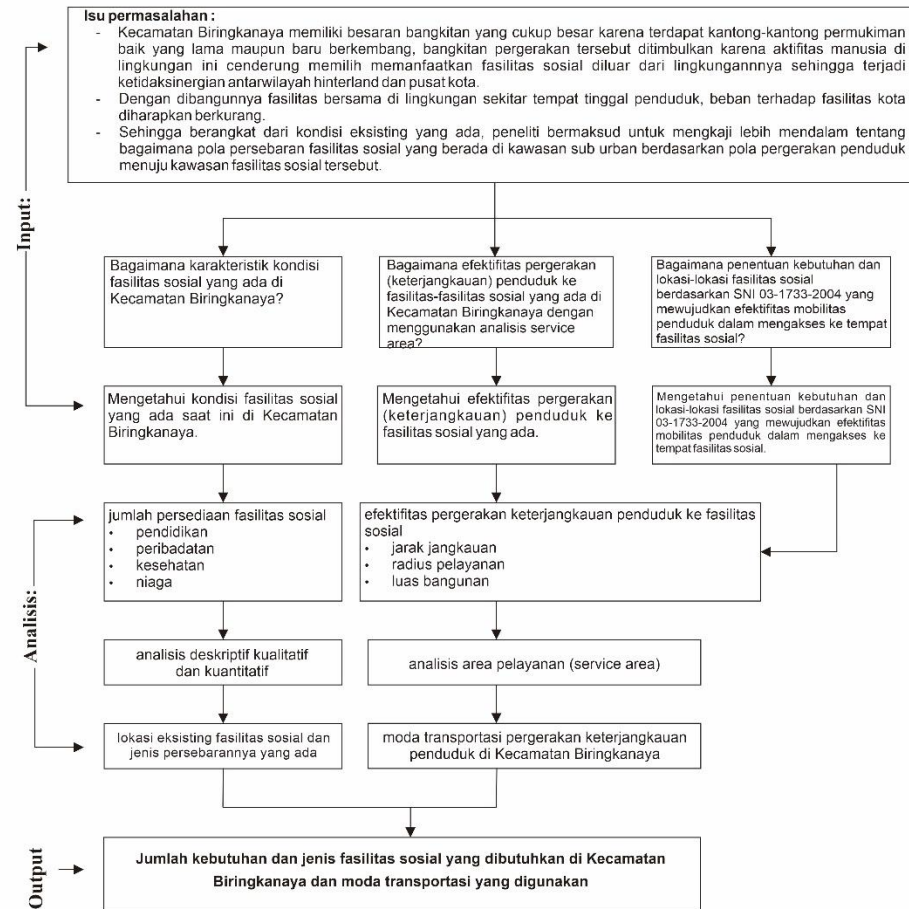 Isu permasalahan :
- Kecamatan Biringkanaya memiliki besaran bangkitan yang cukup besar karena terdapat kantong-kantong permukiman
baik yang lama maupun baru berkembang, bangkitan pergerakan tersebut ditimbulkan karena aktifitas manusia di
lingkungan ini cenderung memilih memanfaatkan fasilitas sosial diluar dari lingkungannnya sehingga terjadi
ketidaksinergian antarwilayah hinterland dan pusat kota.
- Dengan dibangunnya fasilitas bersama di lingkungan sekitar tempat tinggal penduduk, beban terhadap fasilitas kota
diharapkan berkurang.
- Sehingga berangkat dari kondisi eksisting yang ada, peneliti bermaksud untuk mengkaji lebih mendalam tentang
bagaimana pola persebaran fasilitas sosial yang berada di kawasan sub urban berdasarkan pola pergerakan penduduk
menuju kawasan fasilitas sosial tersebut.
Input:
Bagaimana karakteristik kondisi
fasilitas sosial yang ada di
Kecamatan Biringkanaya?
Bagaimana efektifitas pergerakan
(keterjangkauan) penduduk ke
fasilitas-fasilitas sosial yang ada di
Kecamatan Biringkanaya dengan
menggunakan analisis service
area?
Bagaimana penentuan kebutuhan dan
lokasi-lokasi fasilitas sosial
berdasarkan SNI 03-1733-2004 yang
mewujudkan efektifitas mobilitas
penduduk dalam mengakses ke tempat
fasilitas sosial?
Mengetahui kondisi fasilitas sosial
yang ada saat ini di Kecamatan
Biringkanaya.
Mengetahui efektifitas pergerakan
(keterjangkauan) penduduk ke
fasilitas sosial yang ada.
Mengetahui penentuan kebutuhan dan
lokasi-lokasi fasilitas sosial berdasarkan SNI
03-1733-2004 yang mewujudkan efektifitas
mobilitas penduduk dalam mengakses ke
tempat fasilitas sosial.
Analisis:
jumlah persediaan fasilitas sosial
• pendidikan
• peribadatan
• kesehatan
• niaga
efektifitas pergerakan keterjangkauan penduduk ke fasilitas
sosial
• jarak jangkauan
• radius pelayanan
• luas bangunan
analisis deskriptif kualitatif
dan kuantitatif
analisis area pelayanan (service area)
lokasi eksisting fasilitas sosial dan
jenis persebarannya yang ada
moda transportasi pergerakan keterjangkauan
penduduk di Kecamatan Biringkanaya
Output
Jumlah kebutuhan dan jenis fasilitas sosial yang dibutuhkan di Kecamatan
Biringkanaya dan moda transportasi yang digunakan